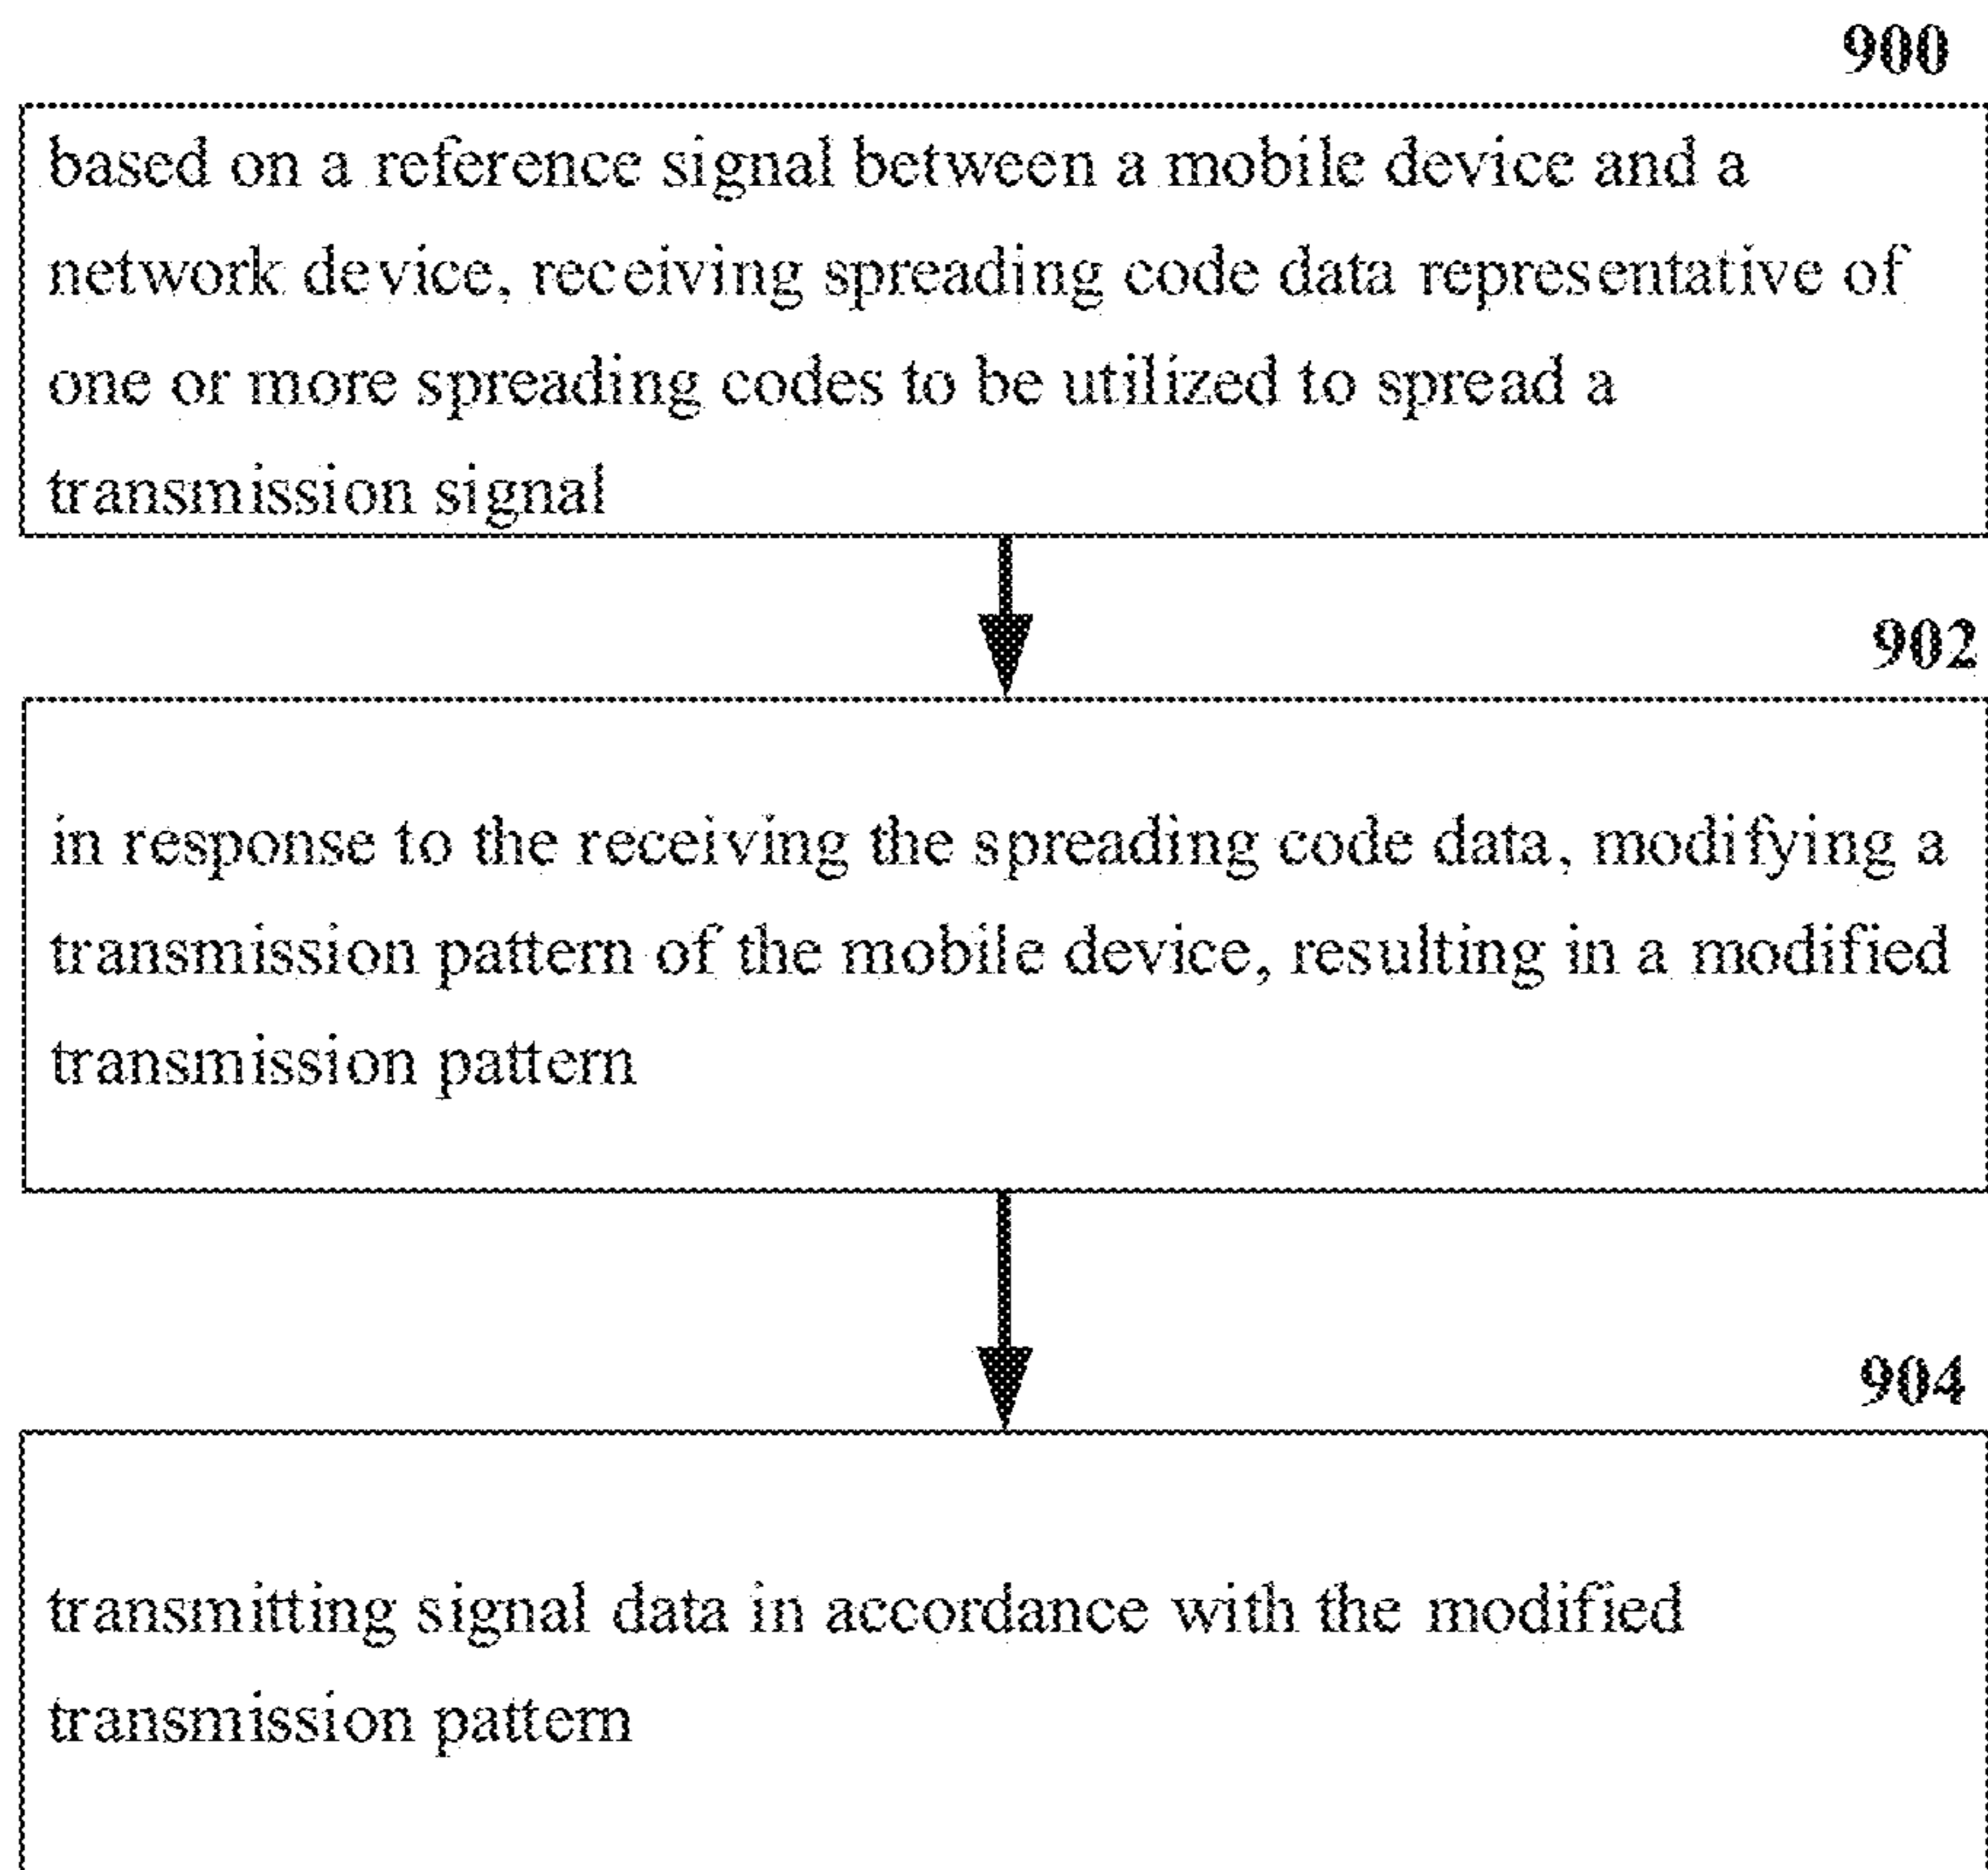 900
based on a reference signal between a mobile device and a
network device, receiving spreading code data representative of
one or more spreading codes to be utilized to spread a
transmission signal
902
in response to the receiving the spreading code data, modifying a
transmission pattern of the mobile device, resulting in a modified
transmission pattern
904
transmitting signal data in accordance with the modified
transmission pattern